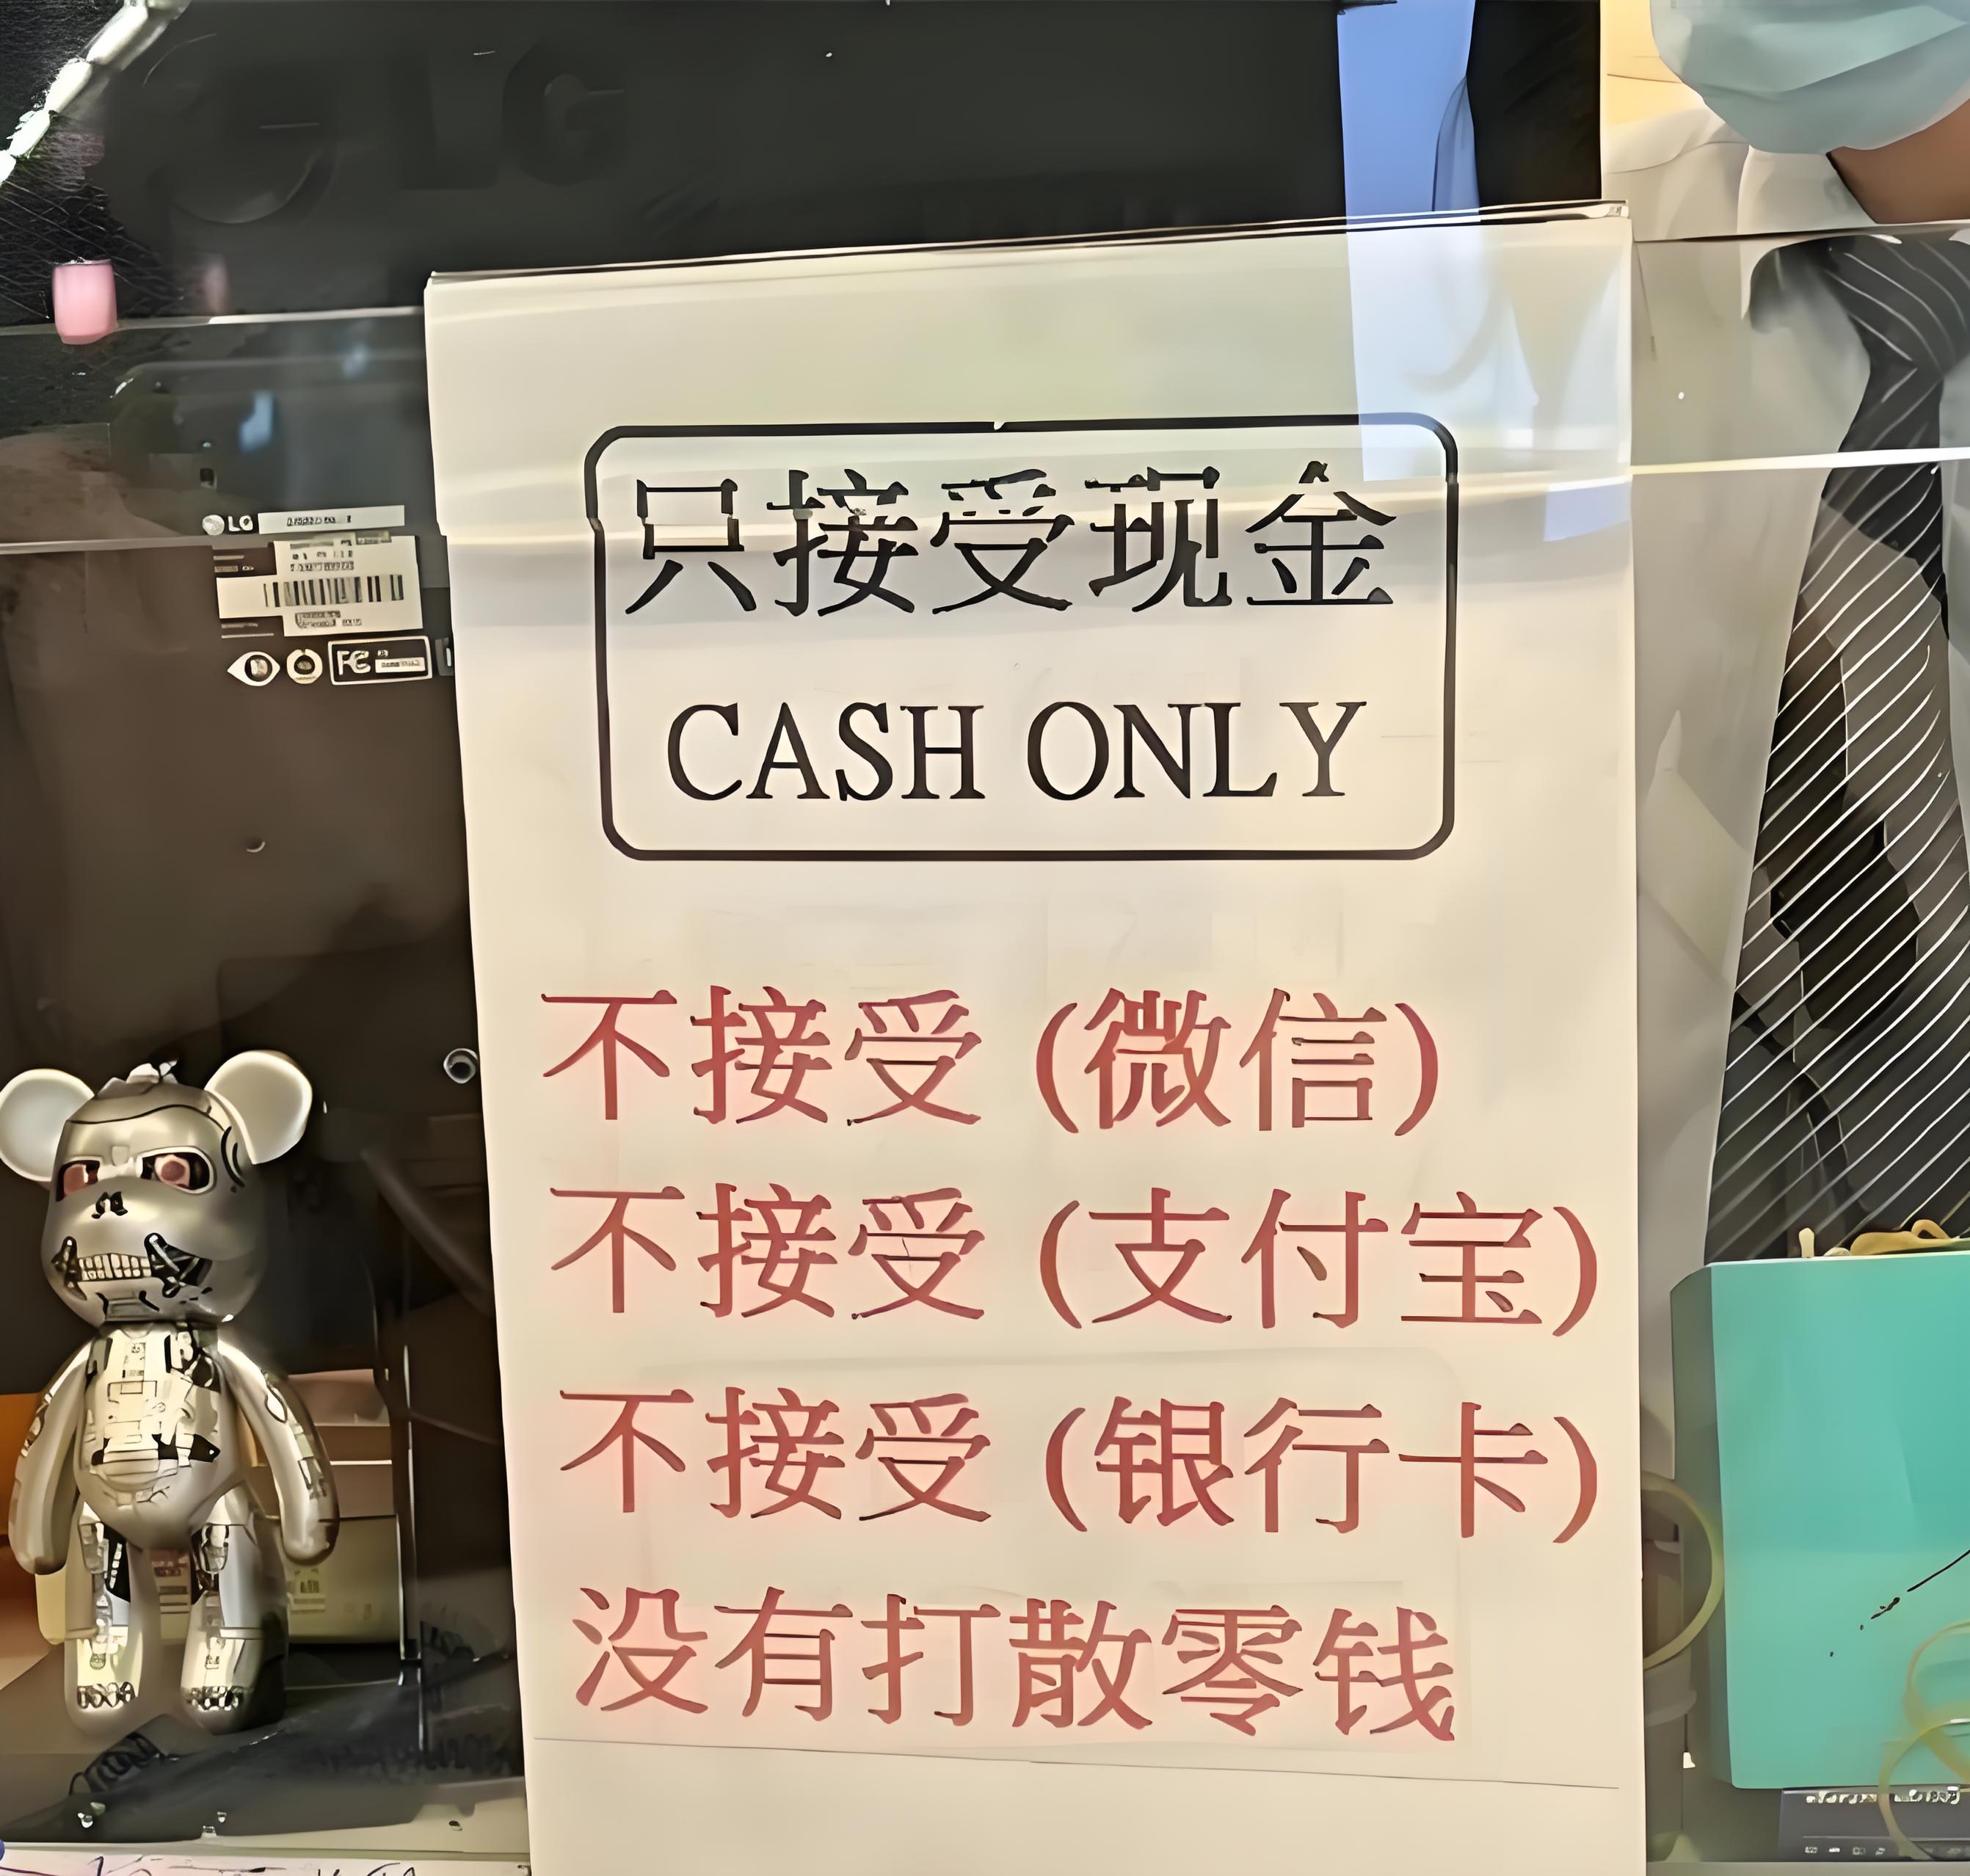 LG
只接受现金
CASH ONLY
LG
FC
不接受 (微信)
不接受 (支付宝)
不接受 (银行卡)
没有打散零钱